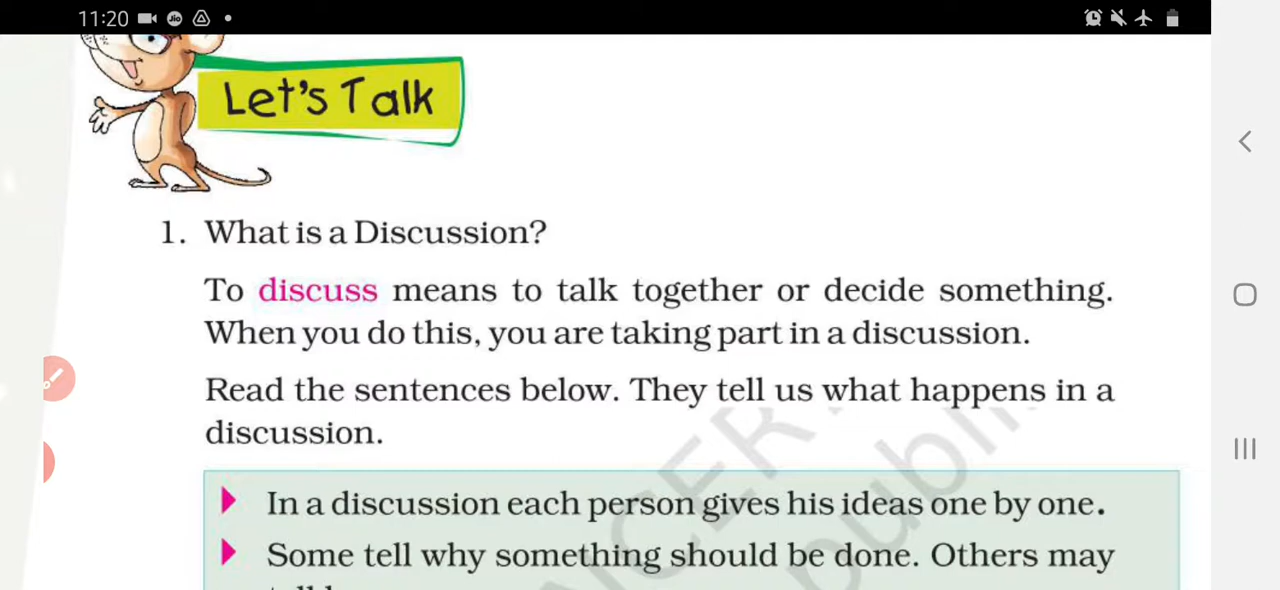 11:20
Jio
Let's Talk
1. What is a Discussion?
To discuss means to talk together or decide something.
When you do this, you are taking part in a discussion.
Read the sentences below. They tell us what happens in a
discussion.
In a discussion each person gives his ideas one by one.
Some tell why something should be done. Others may